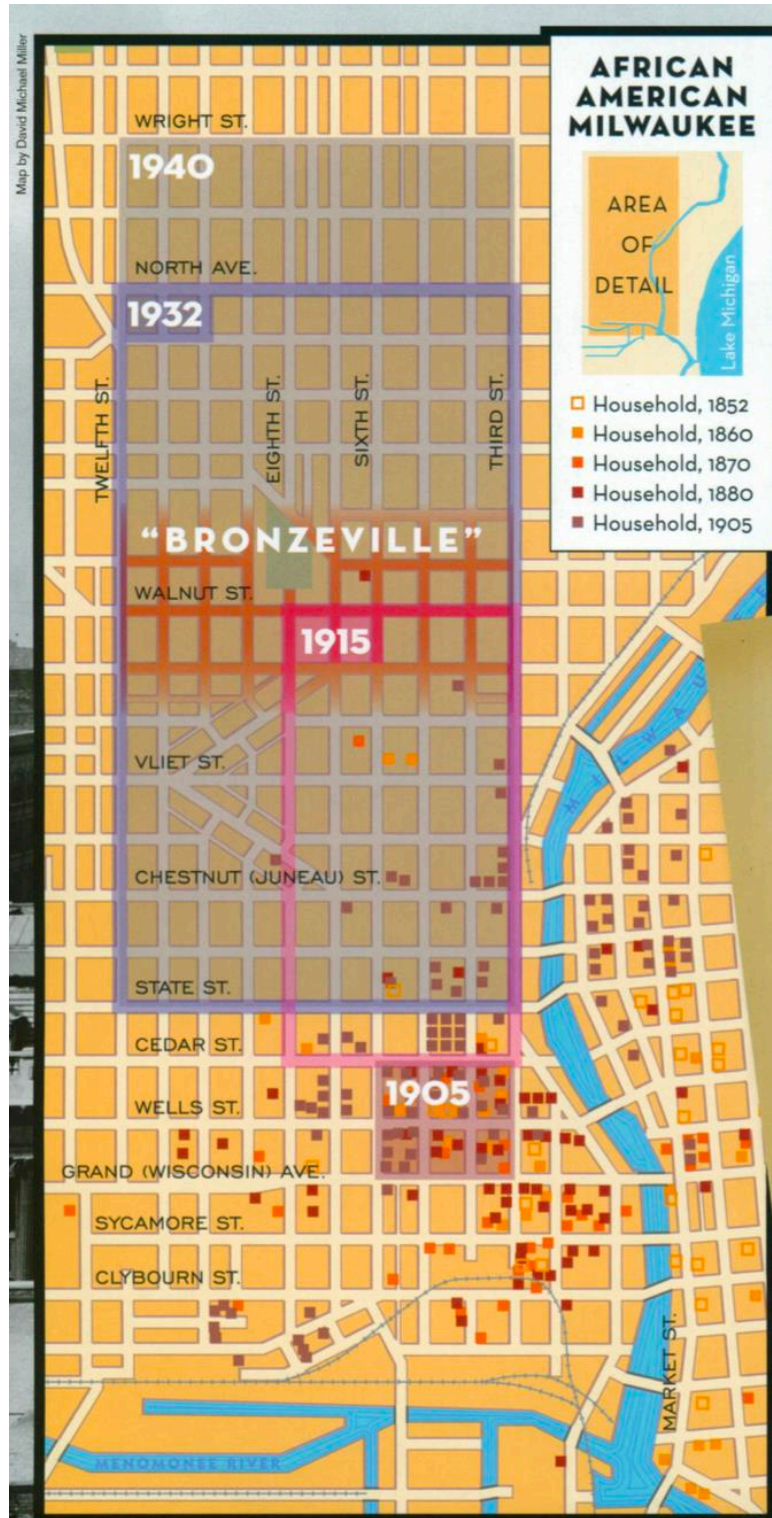 Map by David Michael Miller
AFRICAN
AMERICAN
MILWAUKEE
AREA
OF
DETAIL
Lake Michigan
Household, 1852
Household, 1860
Household, 1870
Household, 1880
Household, 1905
WRIGHT ST.
1940
NORTH AVE.
1932
TWELFTH ST.
EIGHTH ST.
SIXTH ST.
THIRD ST.
“BRONZEVILLE”
WALNUT ST.
1915
VLIET ST.
CHESTNUT (JUNEAU) ST.
STATE ST.
CEDAR ST.
1905
WELLS ST.
GRAND (WISCONSIN) AVE.
SYCAMORE ST.
CLYBOURN ST.
MARKET ST.
MENOMONEE RIVER